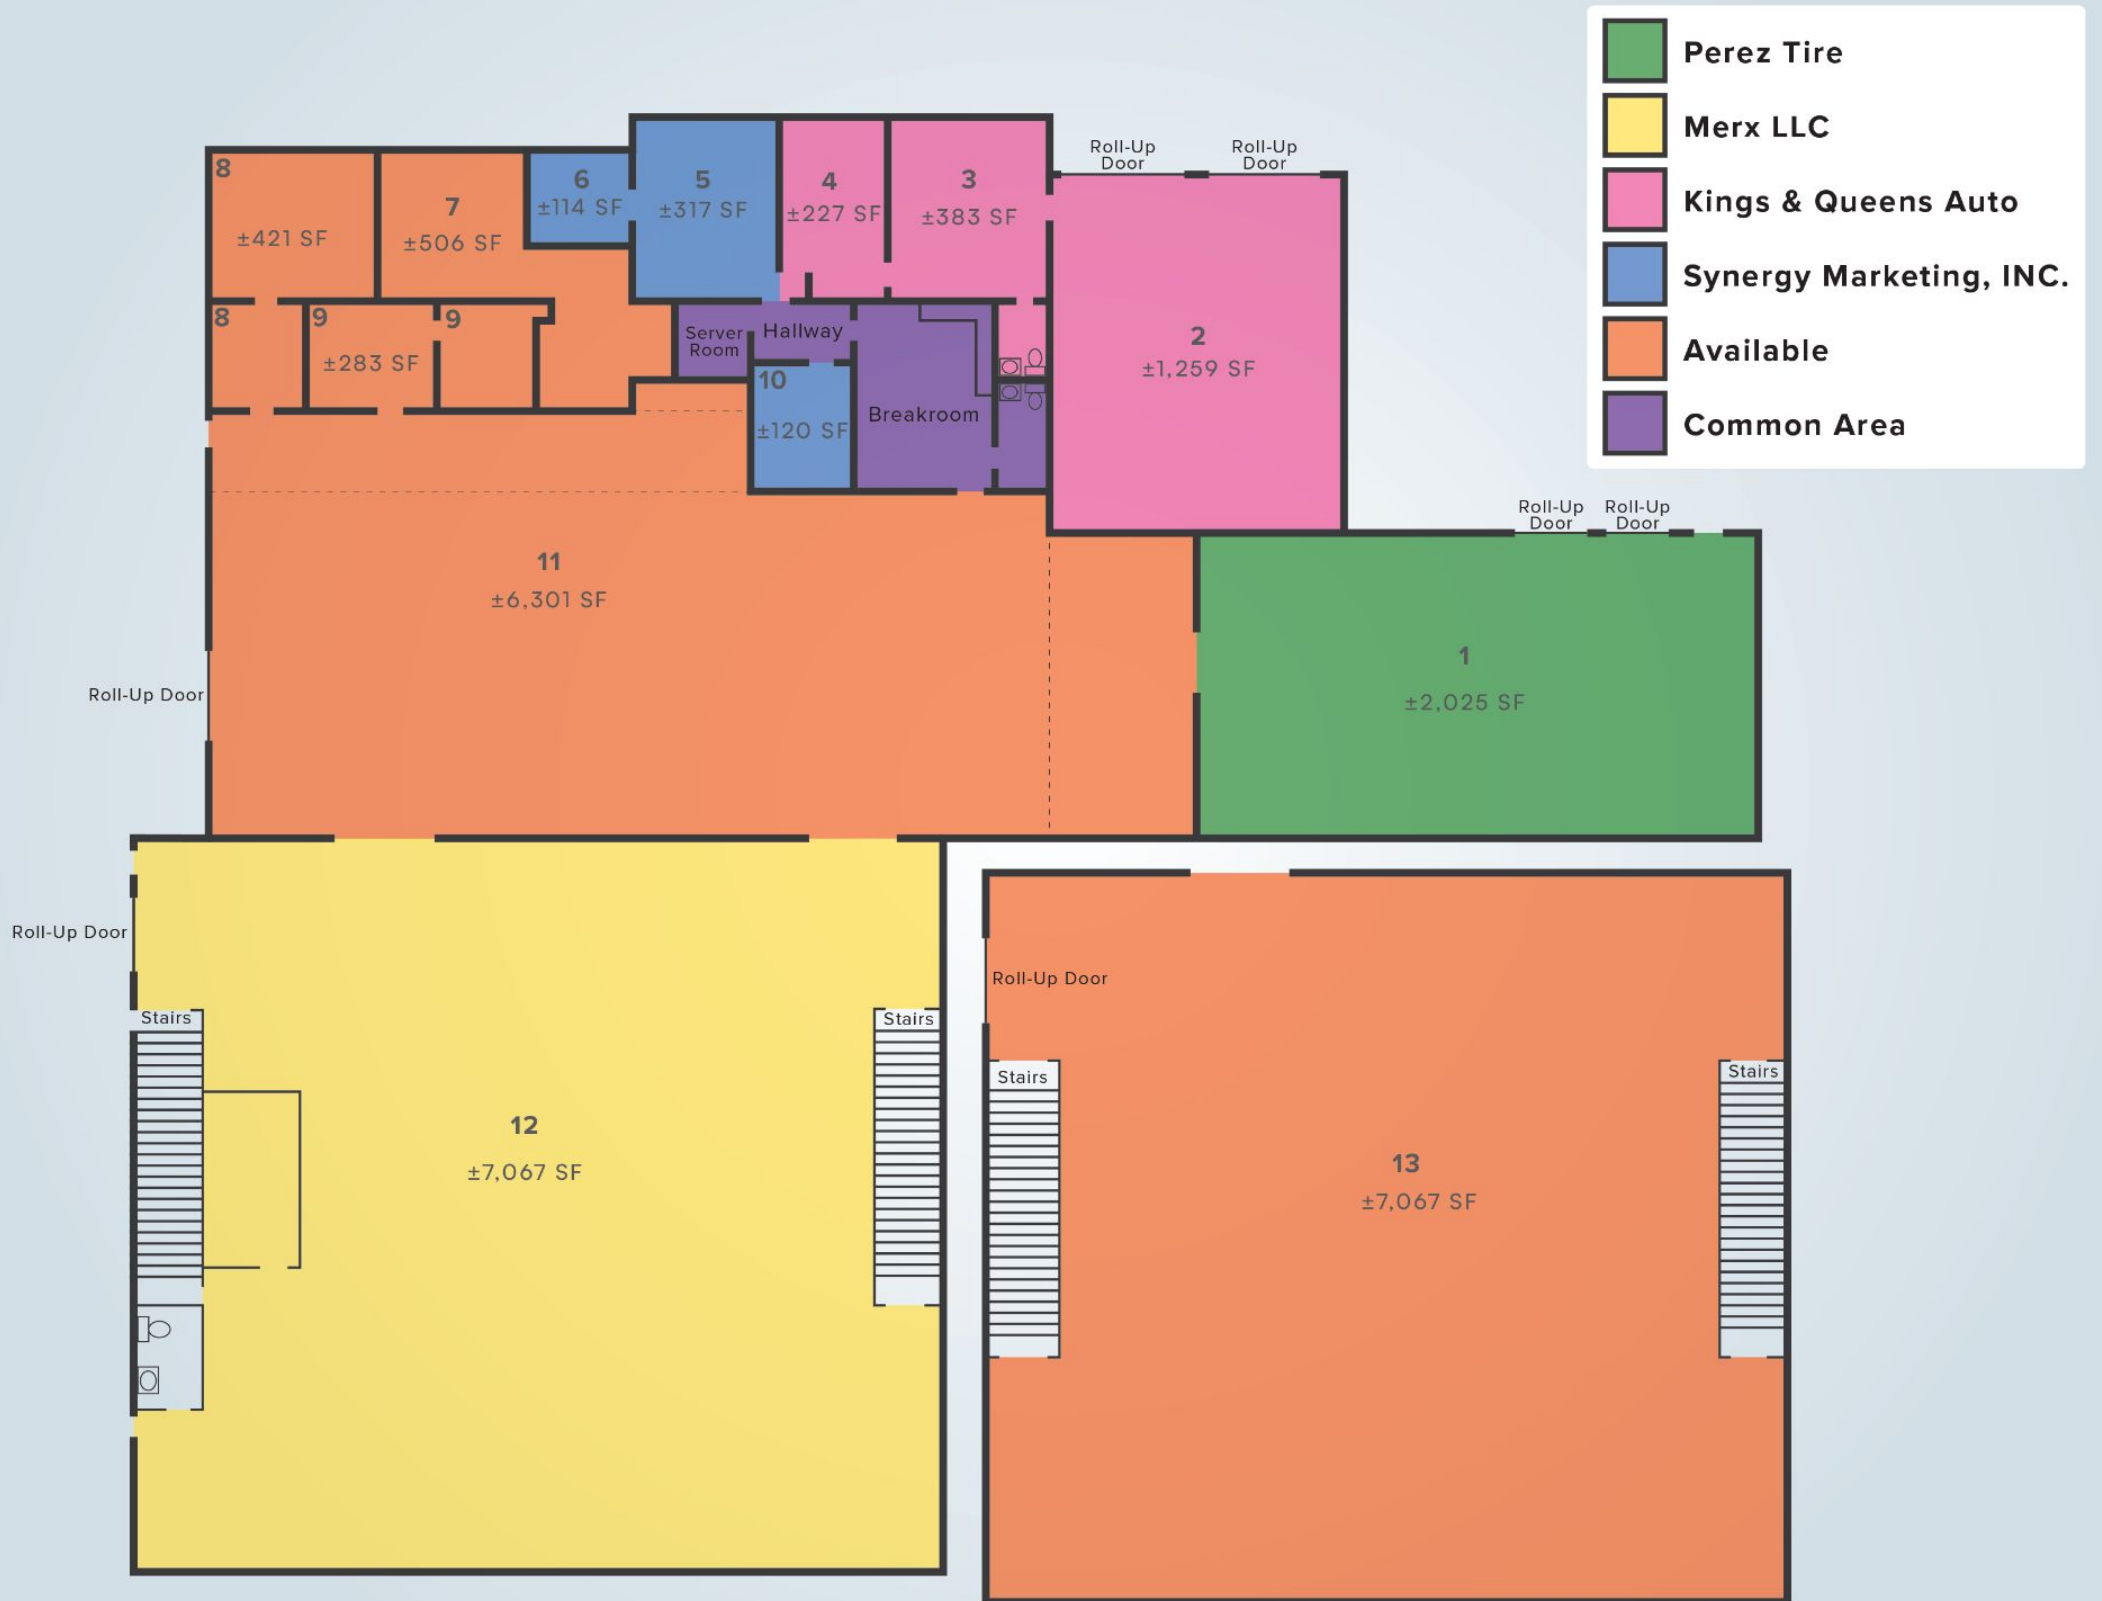 Perez Tire
Merx LLC
Kings & Queens Auto
Synergy Marketing, INC.
Available
Common Area
Roll-Up
Door
Roll-Up
Door
8
±421 SF
7
±506 SF
6
±114 SF
5
±317 SF
4
±227 SF
3
±383 SF
8
9
±283 SF
9
Server
Room
Hallway
10
±120 SF
Breakroom
2
±1,259 SF
Roll-Up
Door
Roll-Up
Door
11
±6,301 SF
1
±2,025 SF
Roll-Up Door
Roll-Up Door
Roll-Up Door
Stairs
Stairs
Stairs
Stairs
12
±7,067 SF
13
±7,067 SF